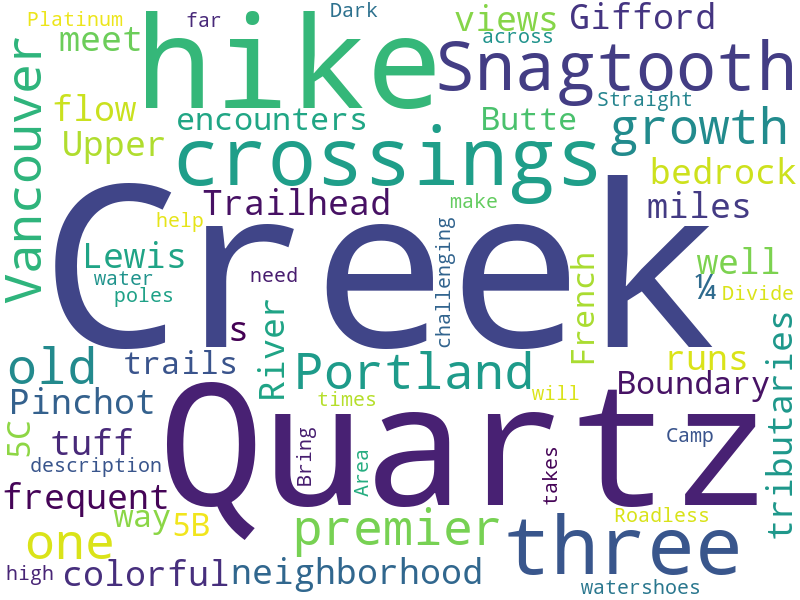 Platinum
far
Dark
views
Gifford
meet
hike
across
Snagtooth
Vancouver
flow
encounters
Butte
Straight
growth
Upper
crossings
bedrock
Trailhead
make
miles
help
Creek
Lewis
water
poles
need
challenging
French
well
¼
Divide
s
River
old
trails
Portland
runs
tributaries
Pinchot
Quartz
times
will
Boundary
5C
tuff
description
Bring
Area
takes
Camp
frequent
way
5B
premier
three
Roadless
one
high
colorful
neighborhood
watershoes